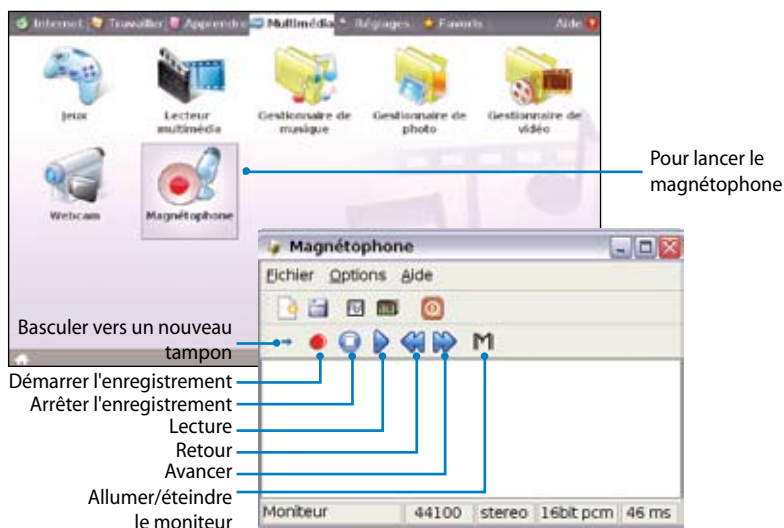 Internet Travailler Apprendre Multimédia Réglages Favoris Aide
Jeux
Lecteur
multimédia
Gestionnaire de
musique
Gestionnaire de
photo
Gestionnaire de
vidéo
Webcam
Magnétophone
Pour lancer le
magnétophone
Magnétophone
Fichier Options Aide
M
Basculer vers un nouveau
tampon
Démarrer l'enregistrement
Arrêter l'enregistrement
Lecture
Retour
Avancer
Allumer/éteindre
le moniteur
Moniteur 44100 stereo 16bit pcm 46 ms